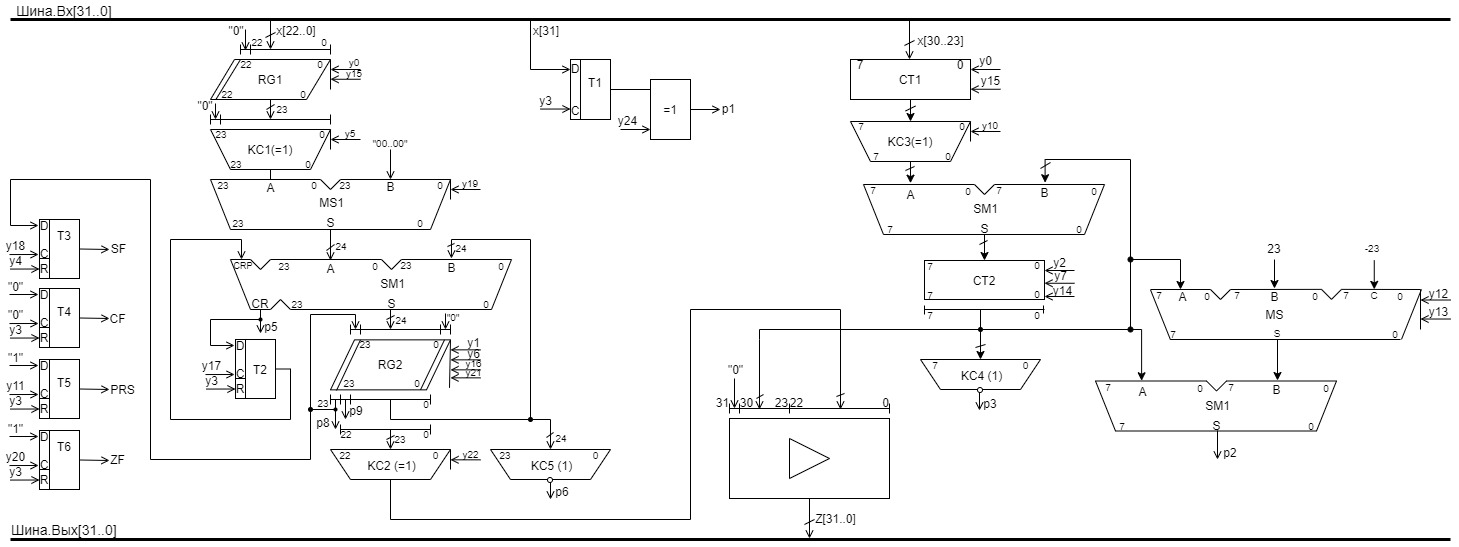 Шина.Вх[31..0]
"0"
X[22..0]
22 0
22 0
RG1
y0
y15
22 0
"0"
23
23 0
KC1(=1)
y5
23 0
"00..00"
23 A 0 23 B 0
MS1
y19
S
23 0
24
24
CRP 23 A 0 23 B 0
SM1
CR 23 S 0
p5
24
"0"
D
T2
y17
C
y3
R
23 0
RG2
y1
y6
y16
y21
23 0
23 0
p8
p9
22 0
23
24
22 0
KC2 (=1)
y22
23 0
KC5 (1)
p6
D
T3
SF
y18
C
y4
R
"0"
D
T4
CF
"0"
C
y3
R
"1"
D
T5
PRS
y11
C
y3
R
"1"
D
T6
ZF
y20
C
y3
R
X[31]
D
T1
y3
C
=1
y24
p1
X[30..23]
7 0
CT1
y0
y15
7 0
KC3(=1)
y10
7 0
7 A 0 7 B 0
SM1
S
7 0
7 0
CT2
y2
y7
y14
7 0
7 0
7 0
KC4 (1)
p3
23
-23
7 A 0 7 B 0 7 C 0
MS
y12
y13
7 S 0
A 0 7 B 0
SM1
7 S 0
p2
"0"
31 30 23 22 0
Z[31..0]
Шина.Вых[31..0]